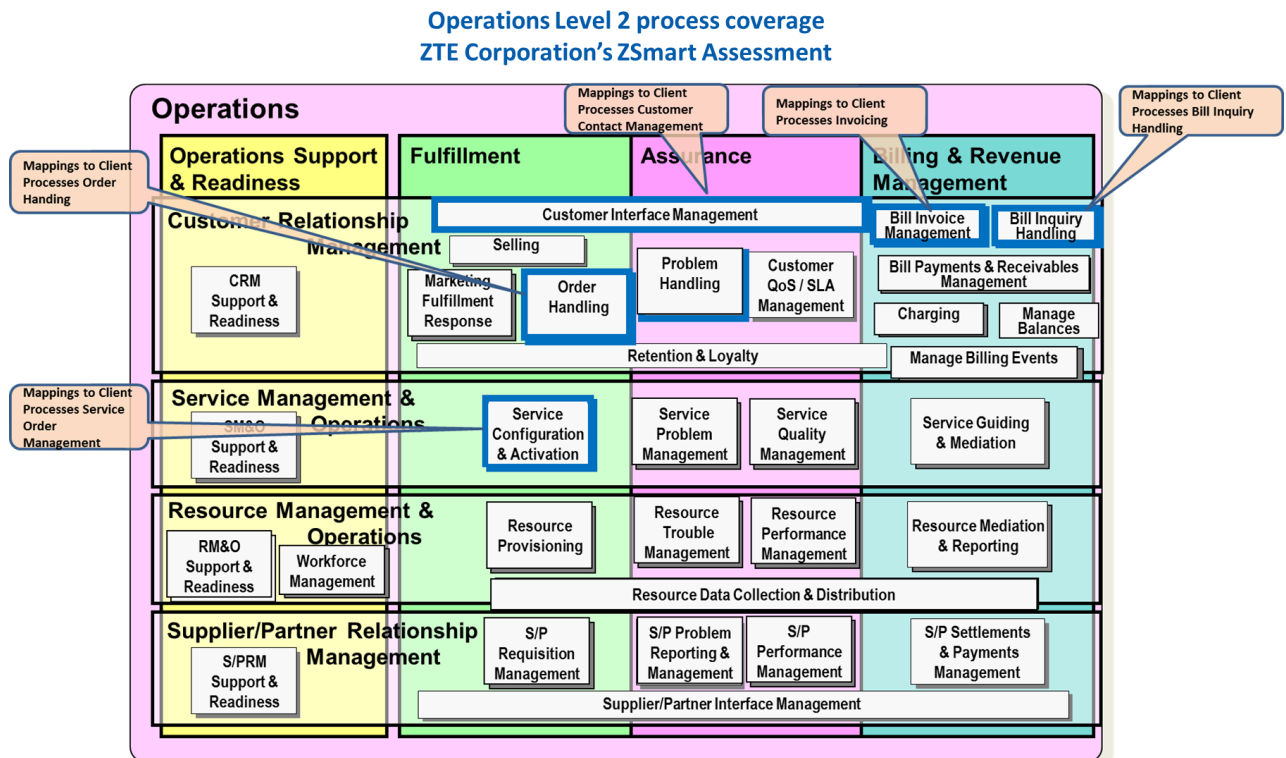 Operations Level 2 process coverage
ZTE Corporation's ZSmart Assessment
Mappings to Client
Processes Customer
Contact Management
Mappings to Client
Processes Invoicing
Mappings to Client
Processes Bill Inquiry
Handling
Operations
Mappings to Client
Processes Order
Handing
Operations Support
& Readiness
Fulfillment
Assurance
Billing & Revenue
Management
Customer Relationship
Management
Customer Interface Management
Bill Invoice
Management
Bill Inquiry
Handling
Selling
CRM
Support &
Readiness
Marketing
Fulfillment
Response
Order
Handling
Problem
Handling
Customer
QoS / SLA
Management
Bill Payments & Receivables
Management
Charging
Manage
Balances
Retention & Loyalty
Manage Billing Events
Mappings to Client
Processes Service
Order
Management
Service Management &
Operations
SM&O
Support &
Readiness
Service
Configuration
& Activation
Service
Problem
Management
Service
Quality
Management
Service Guiding
& Mediation
Resource Management &
Operations
RM&O
Support &
Readiness
Workforce
Management
Resource
Provisioning
Resource
Trouble
Management
Resource
Performance
Management
Resource Mediation
& Reporting
Resource Data Collection & Distribution
Supplier/Partner Relationship
Management
S/PRM
Support &
Readiness
S/P
Requisition
Management
S/P Problem
Reporting &
Management
S/P
Performance
Management
S/P Settlements
& Payments
Management
Supplier/Partner Interface Management